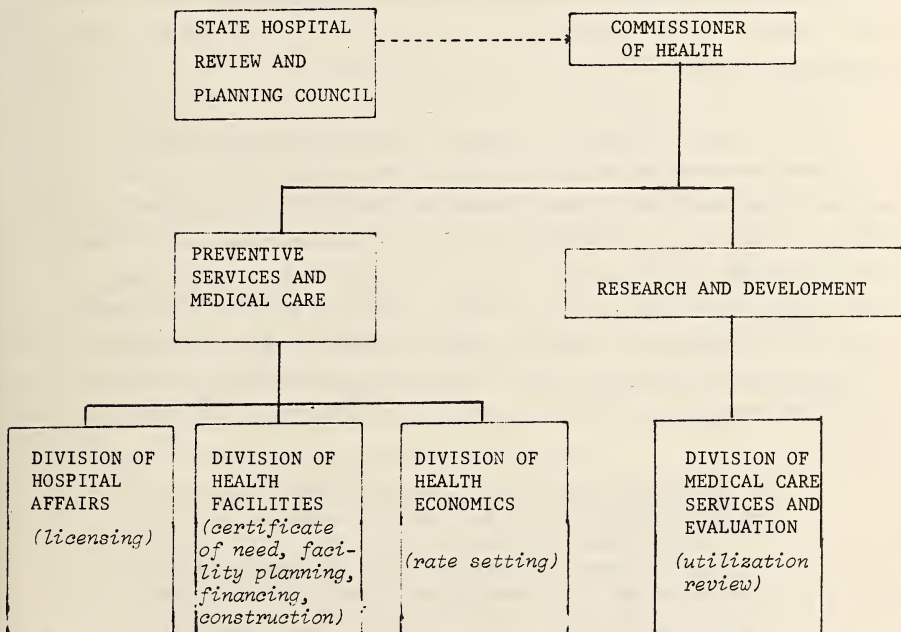 STATE HOSPITAL
REVIEW AND
PLANNING COUNCIL
COMMISSIONER
OF HEALTH
PREVENTIVE
SERVICES AND
MEDICAL CARE
RESEARCH AND DEVELOPMENT
DIVISION OF
HOSPITAL
AFFAIRS
(licensing)
DIVISION OF
HEALTH
FACILITIES
(certificate
of need, faci-
lity planning,
financing,
construction)
DIVISION OF
HEALTH
ECONOMICS
(rate setting)
DIVISION OF
MEDICAL CARE
SERVICES AND
EVALUATION
(utilization
review)